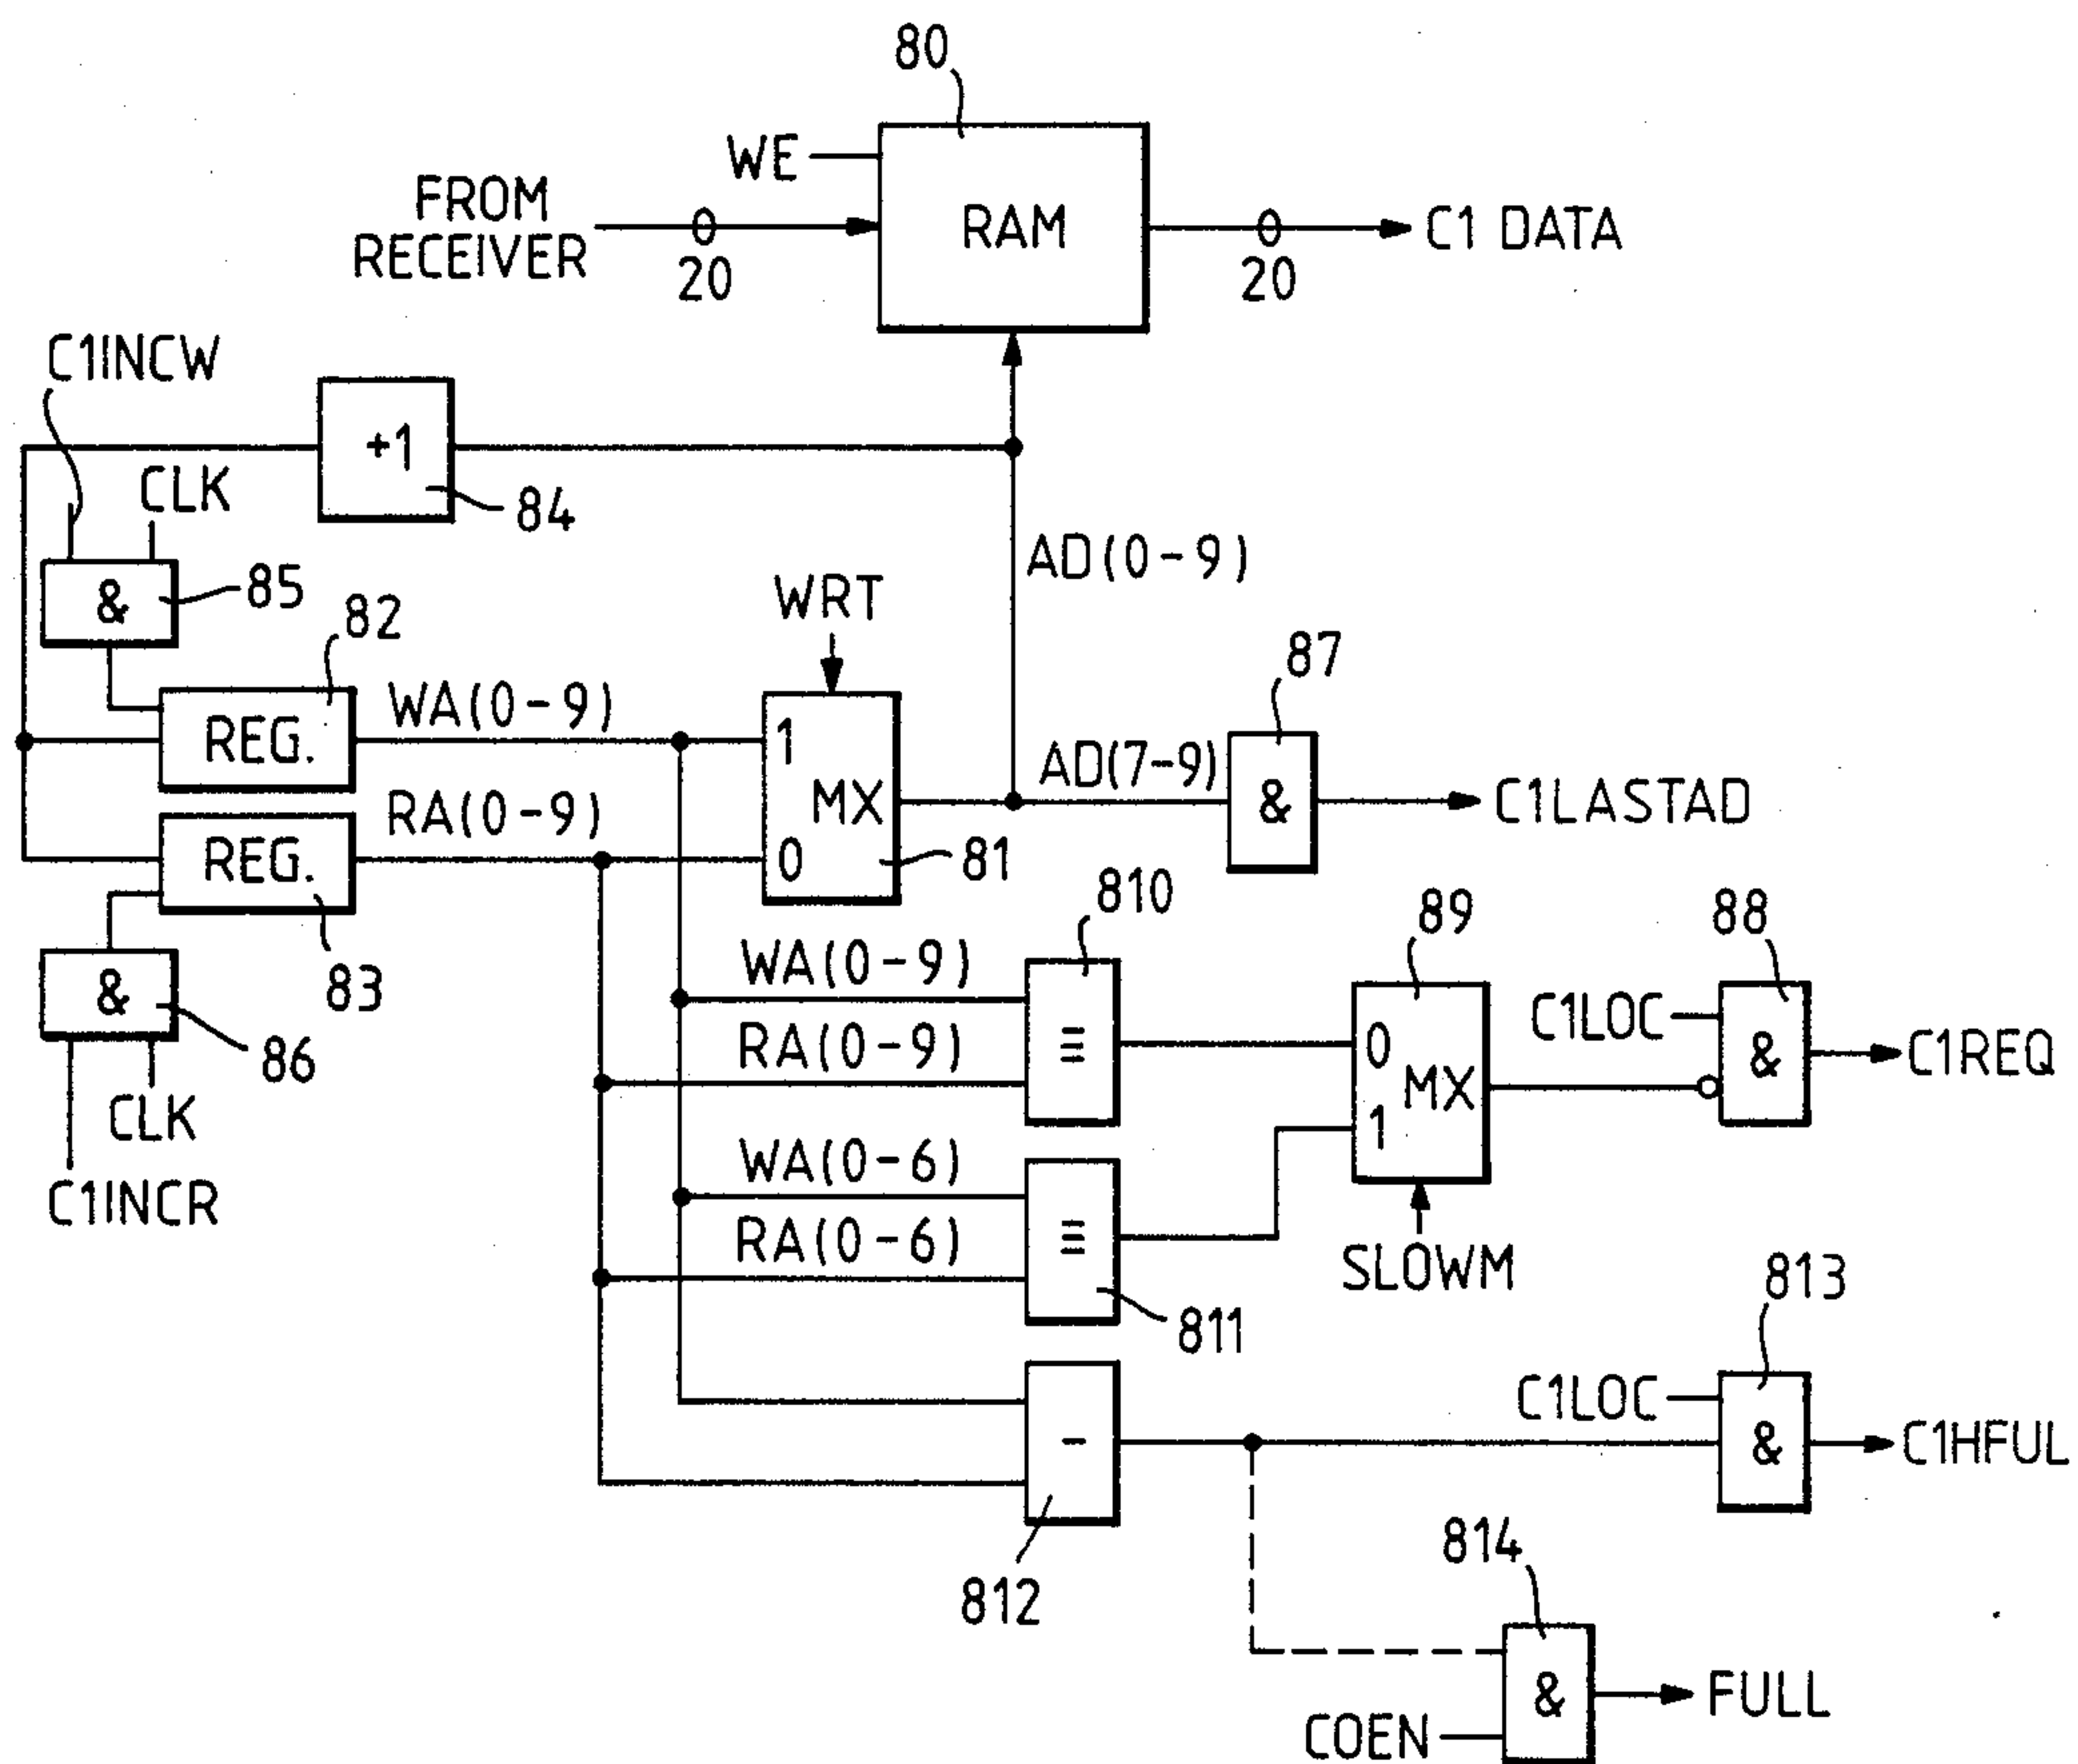 80
WE
FROM
RECEIVER
20
RAM
20
C1 DATA
C1INCW
+1
84
CLK
AD(0-9)
&
85
82
WRT
87
REG.
WA(0-9)
1
MX
0
81
AD(7-9)
&
C1LASTAD
REG.
RA(0-9)
83
&
86
CLK
C1INCR
810
WA(0-9)
RA(0-9)
≡
89
0
MX
1
SLOWM
88
C1LOC
&
C1REQ
WA(0-6)
RA(0-6)
≡
811
-
812
813
C1LOC
&
C1HFUL
814
&
COEN
FULL